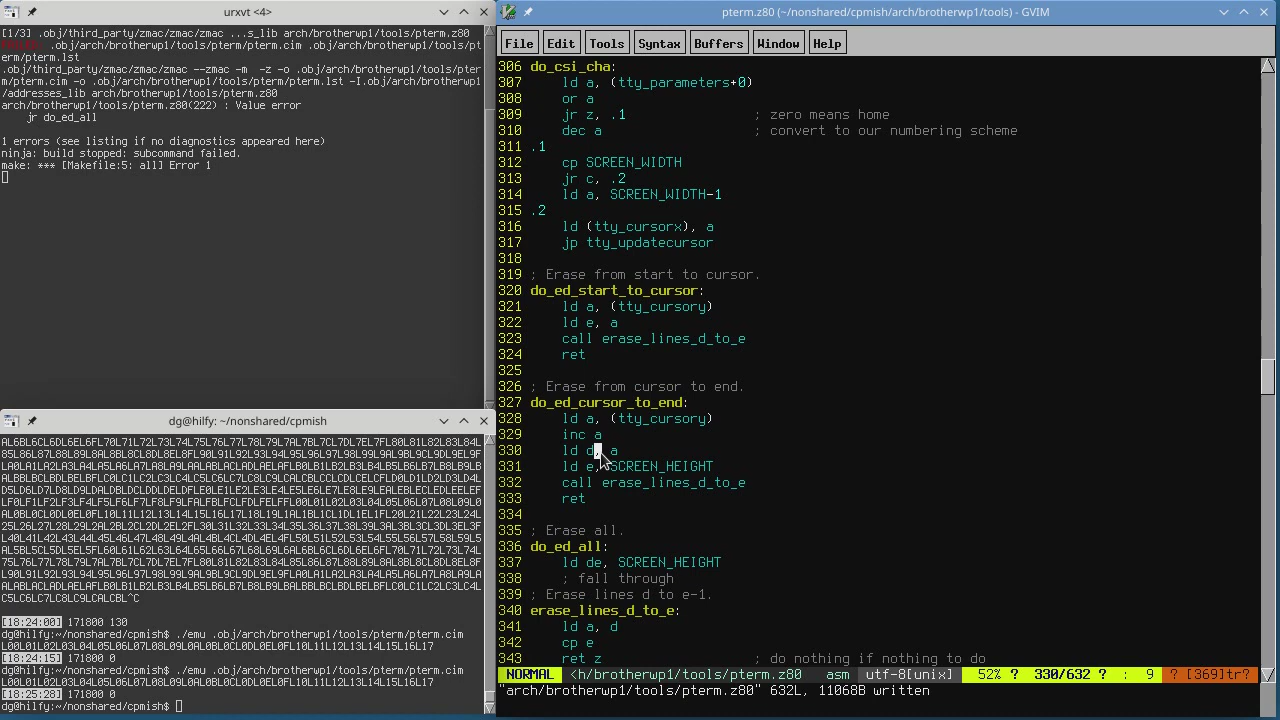 urxvt <4>
[1/3] .obj/third_party/zmac/zmac ...s_lib arch/brotherwp1/tools/pterm.z80
FAILED: .obj/arch/brotherwp1/tools/pterm/pterm.cim .obj/arch/brotherwp1/tools/pt
erm/pterm.lst
.obj/third_party/zmac/zmac/zmac --zmac -m  -z -o .obj/arch/brotherwp1/tools/pter
m/pterm.cim -o .obj/arch/brotherwp1/tools/pterm/pterm.lst -I.obj/arch/brotherwp1
/addresses_lib arch/brotherwp1/tools/pterm.z80
arch/brotherwp1/tools/pterm.z80(222) : Value error
    jr do_ed_all
1 errors (see listing if no diagnostics appeared here)
ninja: build stopped: subcommand failed.
make: *** [Makefile:5: all] Error 1
dg@hilfy: ~/nonshared/cpmish
AL6BL6CL6DL6EL6FL70L71L72L73L74L75L76L77L78L79L7AL7BL7CL7DL7EL7FL80L81L82L83L84L
85L86L87L88L89L8AL8BL8CL8DL8EL8FL90L91L92L93L94L95L96L97L98L99L9AL9BL9CL9DL9EL9F
[18:24:00] 171800 130
dg@hilfy:~/nonshared/cpmish$ ./emu .obj/arch/brotherwp1/tools/pterm/pterm.cim
L00L01L02L03L04L05L06L07L08L09L0AL0BL0CL0DL0EL0FL10L11L12L13L14L15L16L17
[18:24:15] 171800 0
dg@hilfy:~/nonshared/cpmish$ ./emu .obj/arch/brotherwp1/tools/pterm/pterm.cim
L00L01L02L03L04L05L06L07L08L09L0AL0BL0CL0DL0EL0FL10L11L12L13L14L15L16L17
[18:25:28] 171800 0
dg@hilfy:~/nonshared/cpmish$
pterm.z80 (~/nonshared/cpmish/arch/brotherwp1/tools) - GVIM
File Edit Tools Syntax Buffers Window Help
306 do_csi_cha:
307     ld a, (tty_parameters+0)
308     or a
309     jr z, .1                ; zero means home
310     dec a                   ; convert to our numbering scheme
311 .1
312     cp SCREEN_WIDTH
313     jr c, .2
314     ld a, SCREEN_WIDTH-1
315 .2
316     ld (tty_cursorx), a
317     jp tty_updatecursor
318
319 ; Erase from start to cursor.
320 do_ed_start_to_cursor:
321     ld a, (tty_cursory)
322     ld e, a
323     call erase_lines_d_to_e
324     ret
325
326 ; Erase from cursor to end.
327 do_ed_cursor_to_end:
328     ld a, (tty_cursory)
329     inc a
330     ld d, a
331     ld e, SCREEN_HEIGHT
332     call erase_lines_d_to_e
333     ret
334
335 ; Erase all.
336 do_ed_all:
337     ld de, SCREEN_HEIGHT
338     ; fall through
339 ; Erase lines d to e-1.
340 erase_lines_d_to_e:
341     ld a, d
342     cp e
343     ret z                   ; do nothing if nothing to do
NORMAL <h/brotherwp1/tools/pterm.z80 asm utf-8[unix] 52% ? 330/632 ? : 9 ? [369]tr?
"arch/brotherwp1/tools/pterm.z80" 632L, 11068B written